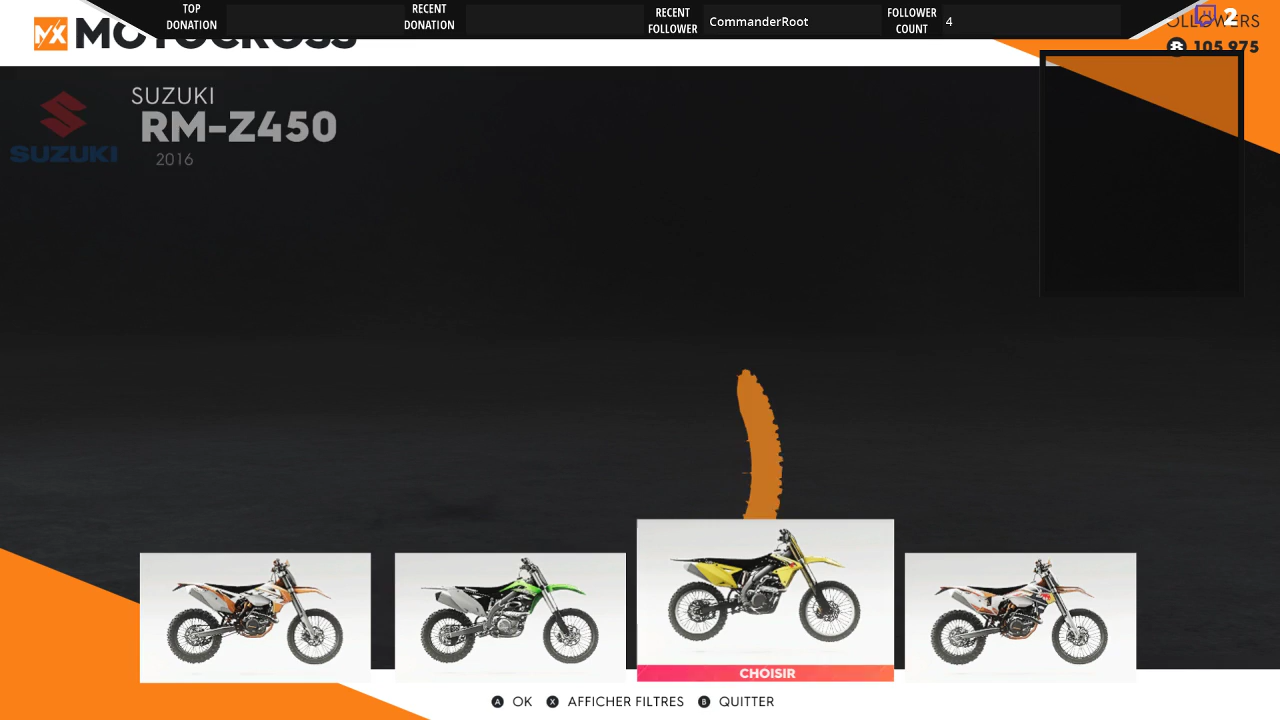 TOP
DONATION
RECENT
DONATION
RECENT
FOLLOWER
CommanderRoot
FOLLOWER
COUNT
4
2
MX MOTOCROSS
FOLLOWERS
105 975
SUZUKI
SUZUKI
RM-Z450
2016
CHOISIR
A OK X AFFICHER FILTRES B QUITTER